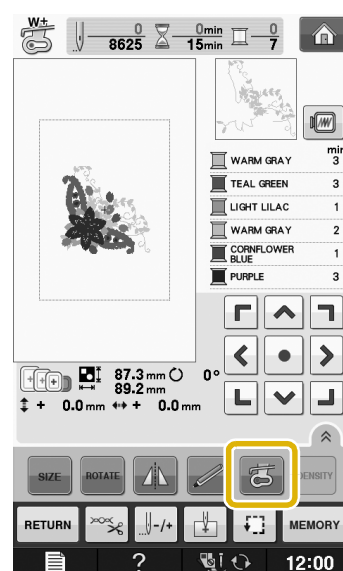 W+
0
8625
0min
15min
0
7
min
WARM GRAY 3
TEAL GREEN 3
LIGHT LILAC 1
WARM GRAY 2
CORNFLOWER
BLUE 1
PURPLE 3
87.3 mm 0°
89.2 mm
+ 0.0 mm + 0.0 mm
SIZE ROTATE DENSITY
RETURN -/+ MEMORY
? 12:00